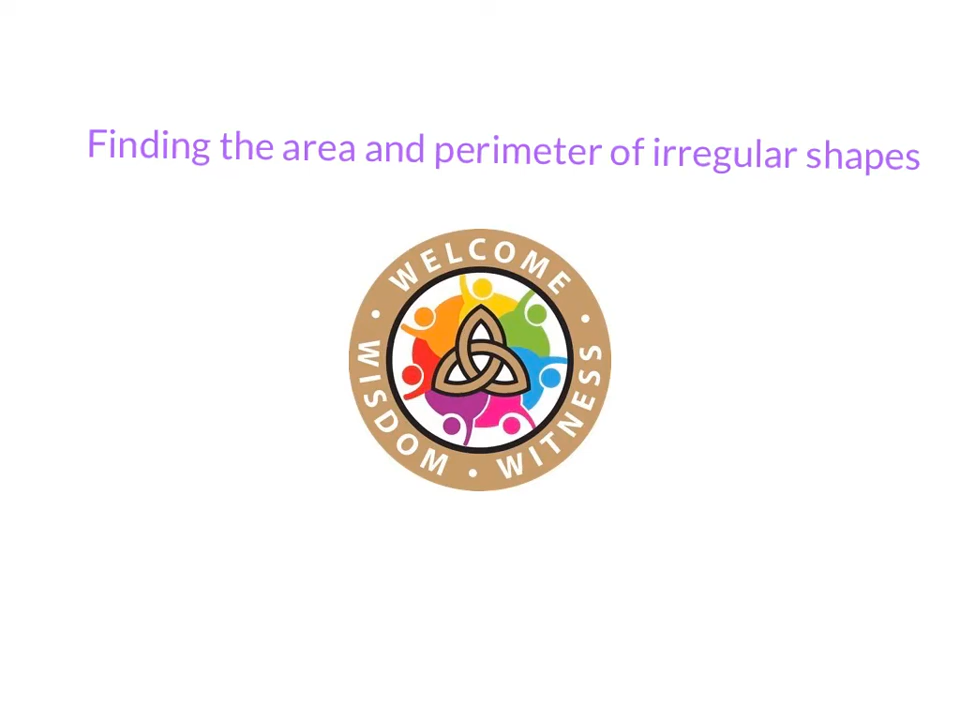 Finding the area and perimeter of irregular shapes
WELCOME
WISDOM • WITNESS